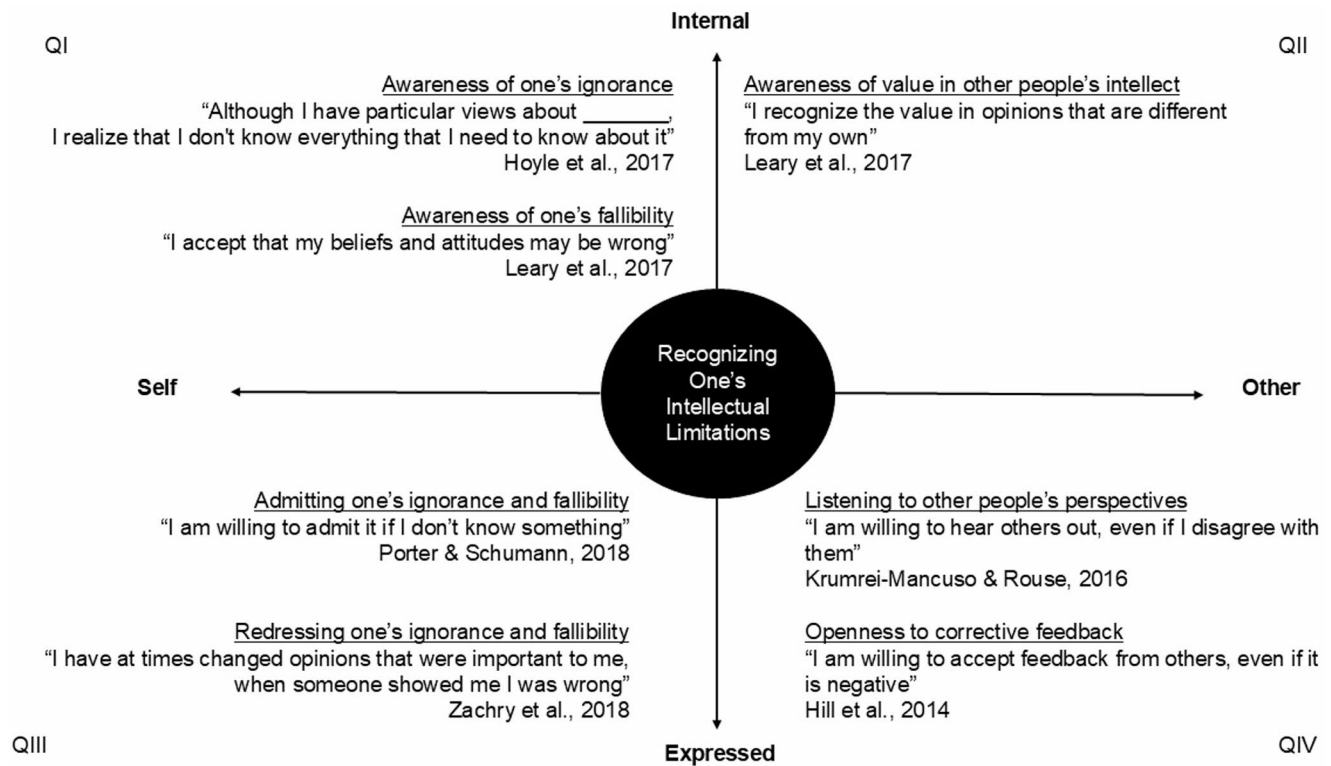 Internal
QI
QII
Awareness of one's ignorance
“Although I have particular views about _______,
I realize that I don't know everything that I need to know about it”
Hoyle et al., 2017
Awareness of one's fallibility
“I accept that my beliefs and attitudes may be wrong”
Leary et al., 2017
Awareness of value in other people's intellect
“I recognize the value in opinions that are different
from my own”
Leary et al., 2017
Self
Recognizing
One's
Intellectual
Limitations
Other
Admitting one's ignorance and fallibility
“I am willing to admit it if I don't know something”
Porter & Schumann, 2018
Redressing one's ignorance and fallibility
“I have at times changed opinions that were important to me,
when someone showed me I was wrong”
Zachry et al., 2018
Listening to other people's perspectives
“I am willing to hear others out, even if I disagree with
them”
Krumrei-Mancuso & Rouse, 2016
Openness to corrective feedback
“I am willing to accept feedback from others, even if it
is negative”
Hill et al., 2014
QIII
Expressed
QIV